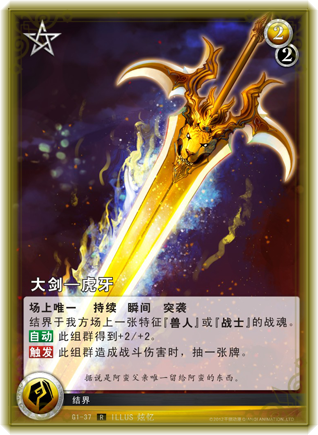 2
2
大剑—虎牙
场上唯一 持续 瞬间 突袭
结界于我方场上一张特征『兽人』或『战士』的战魂。
自动 此组群得到+2/+2。
触发 此组群造成战斗伤害时，抽一张牌。
据说是阿蛮父亲唯一留给阿蛮的东西。
结界
G1-37 R ILLUS